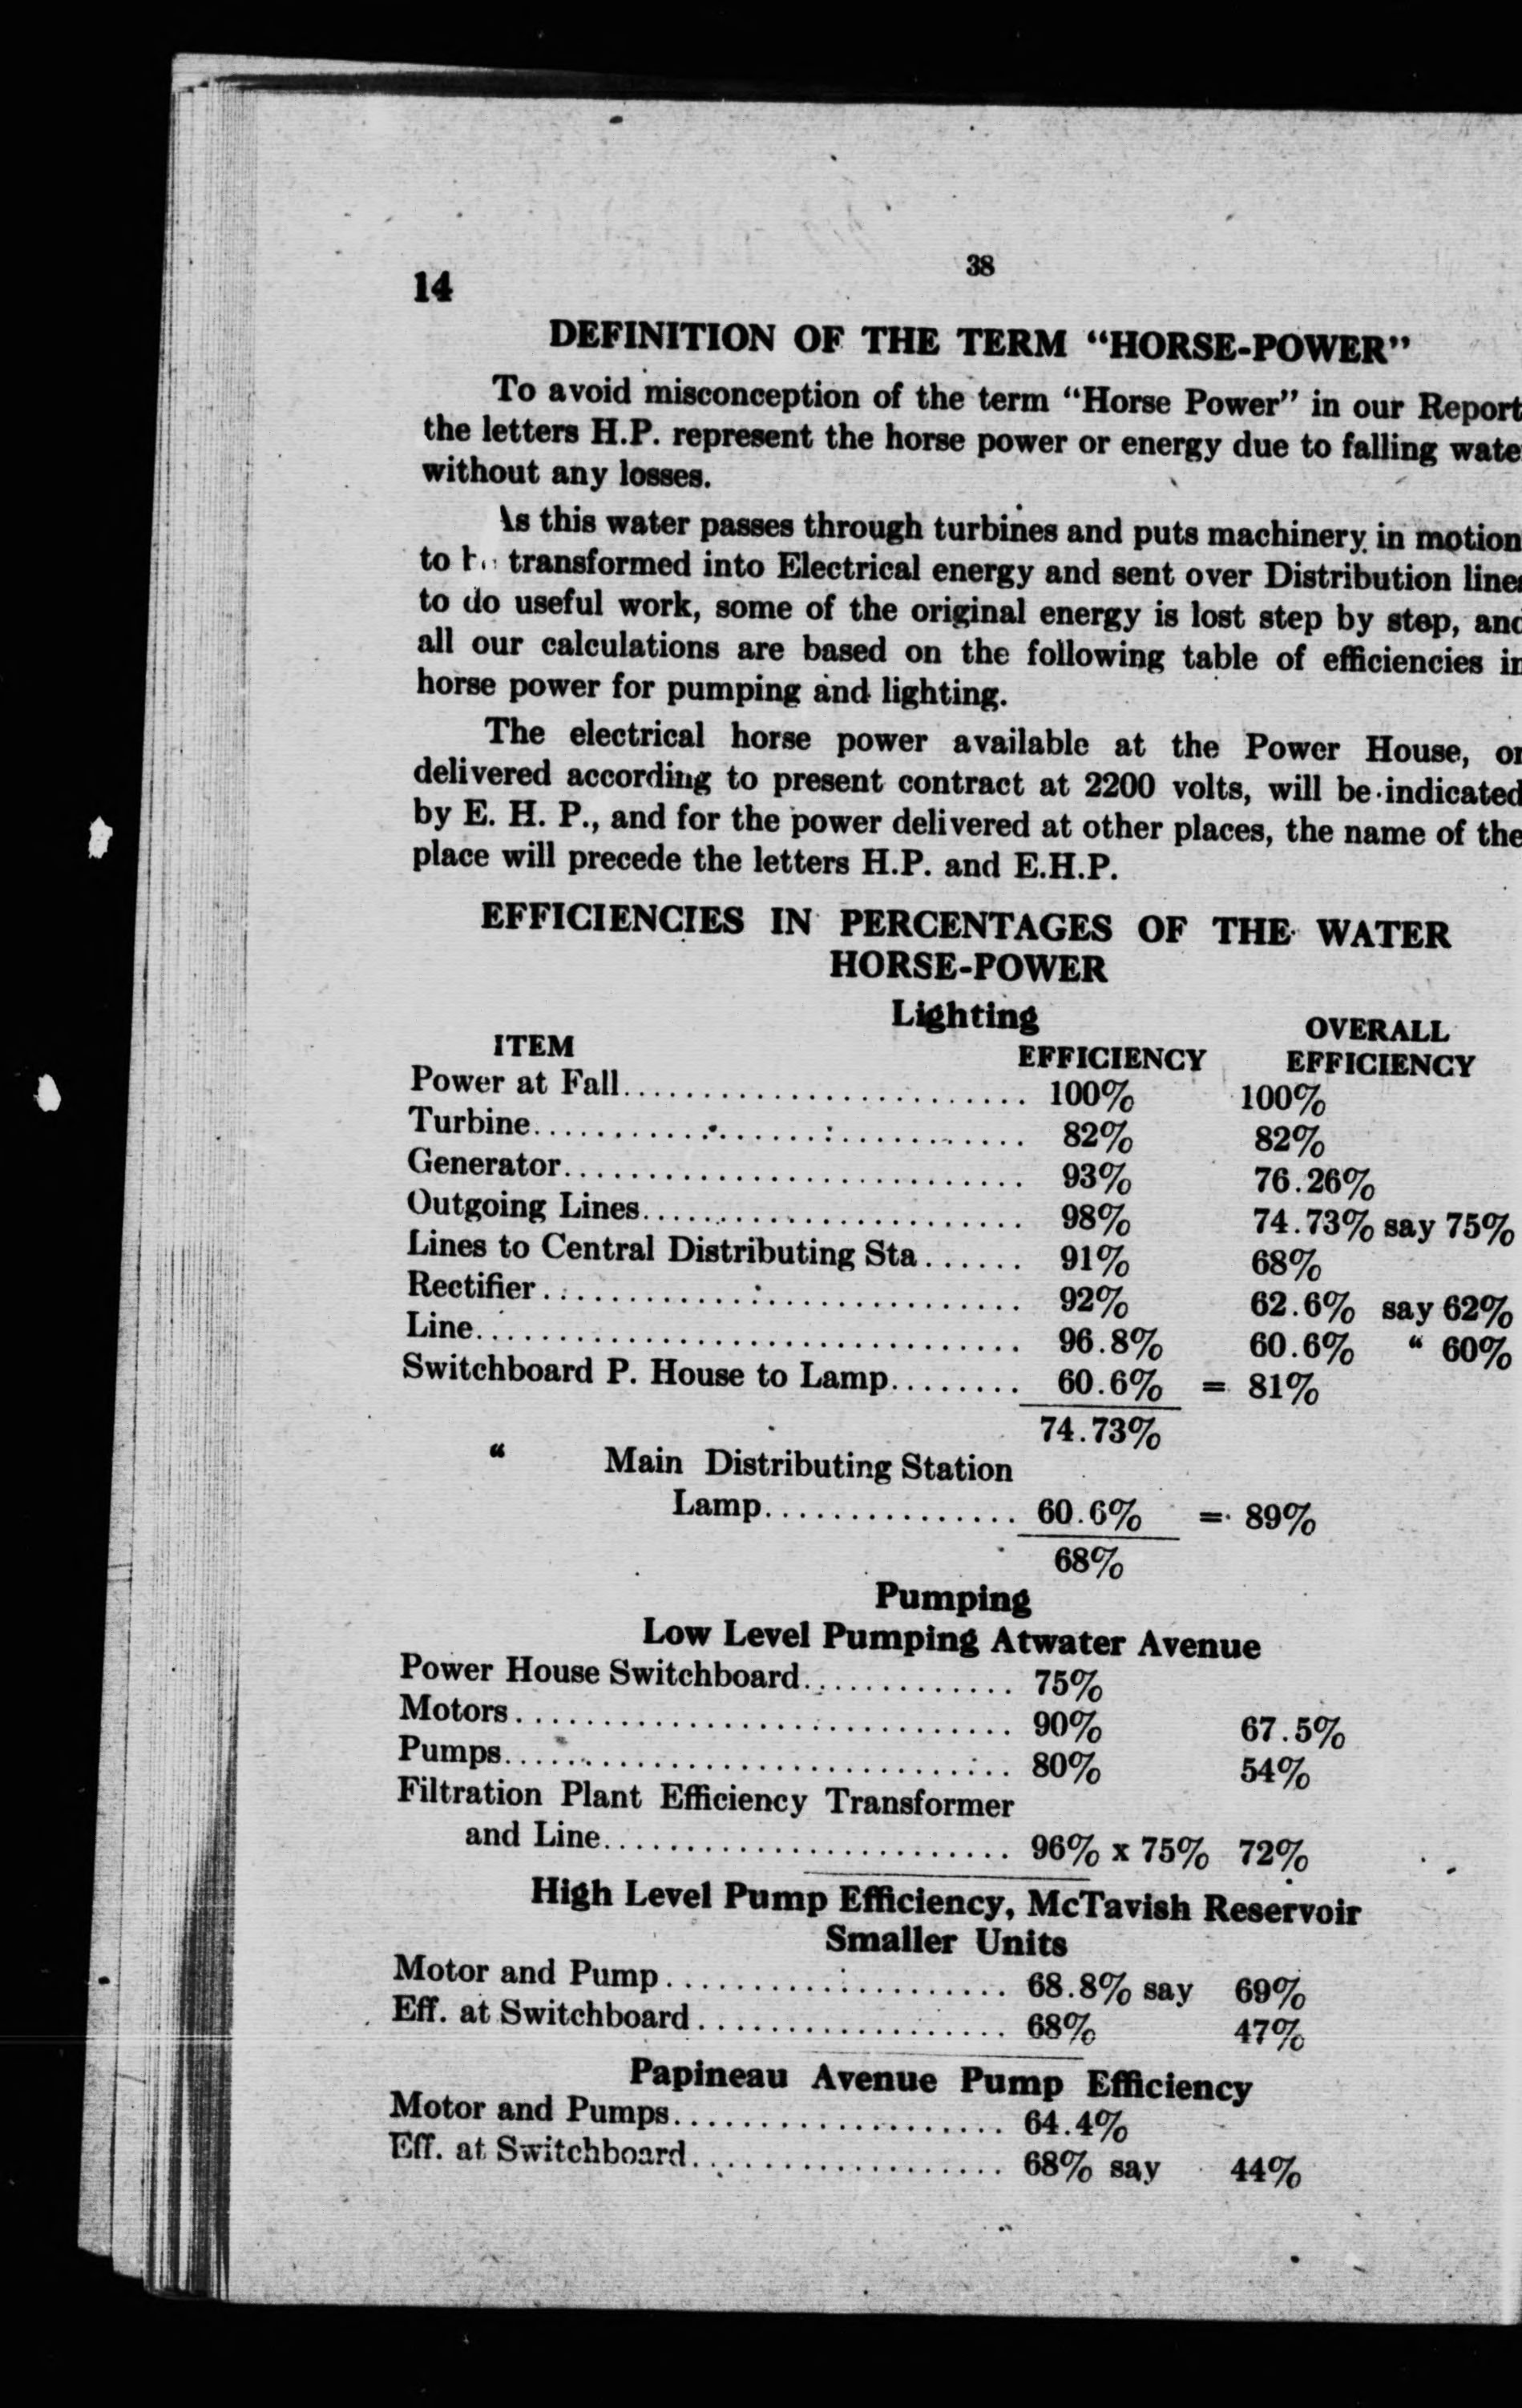 38
14
DEFINITION OF THE TERM “HORSE-POWER”
To avoid misconception of the term “Horse Power” in our Report
the letters H.P. represent the horse power or energy due to falling wate
without any losses.
As this water passes through turbines and puts machinery in motion
to transformed into Electrical energy and sent over Distribution line
to do useful work, some of the original energy is lost step by step, and
all our calculations are based on the following table of efficiencies in
horse power for pumping and lighting.
The electrical horse power available at the Power House, or
delivered according to present contract at 2200 volts, will be indicated
by E. H. P., and for the power delivered at other places, the name of the
place will precede the letters H.P. and E.H.P.
EFFICIENCIES IN PERCENTAGES OF THE WATER
HORSE-POWER
Lighting
ITEM EFFICIENCY OVERALL EFFICIENCY
Power at Fall.......................... 100% 100%
Turbine................................ 82% 82%
Generator.............................. 93% 76.26%
Outgoing Lines......................... 98% 74.73% say 75%
Lines to Central Distributing Sta...... 91% 68%
Rectifier.............................. 92% 62.6% say 62%
Line................................... 96.8% 60.6% “ 60%
Switchboard P. House to Lamp........ 60.6% = 81%
74.73%
“ Main Distributing Station
Lamp................ 60.6% = 89%
68%
Pumping
Low Level Pumping Atwater Avenue
Power House Switchboard............. 75%
Motors................................ 90% 67.5%
Pumps................................. 80% 54%
Filtration Plant Efficiency Transformer
and Line.......................... 96% x 75% 72%
High Level Pump Efficiency, McTavish Reservoir
Smaller Units
Motor and Pump...................... 68.8% say 69%
Eff. at Switchboard.................... 68% 47%
Papineau Avenue Pump Efficiency
Motor and Pumps..................... 64.4%
Eff. at Switchboard.................... 68% say 44%